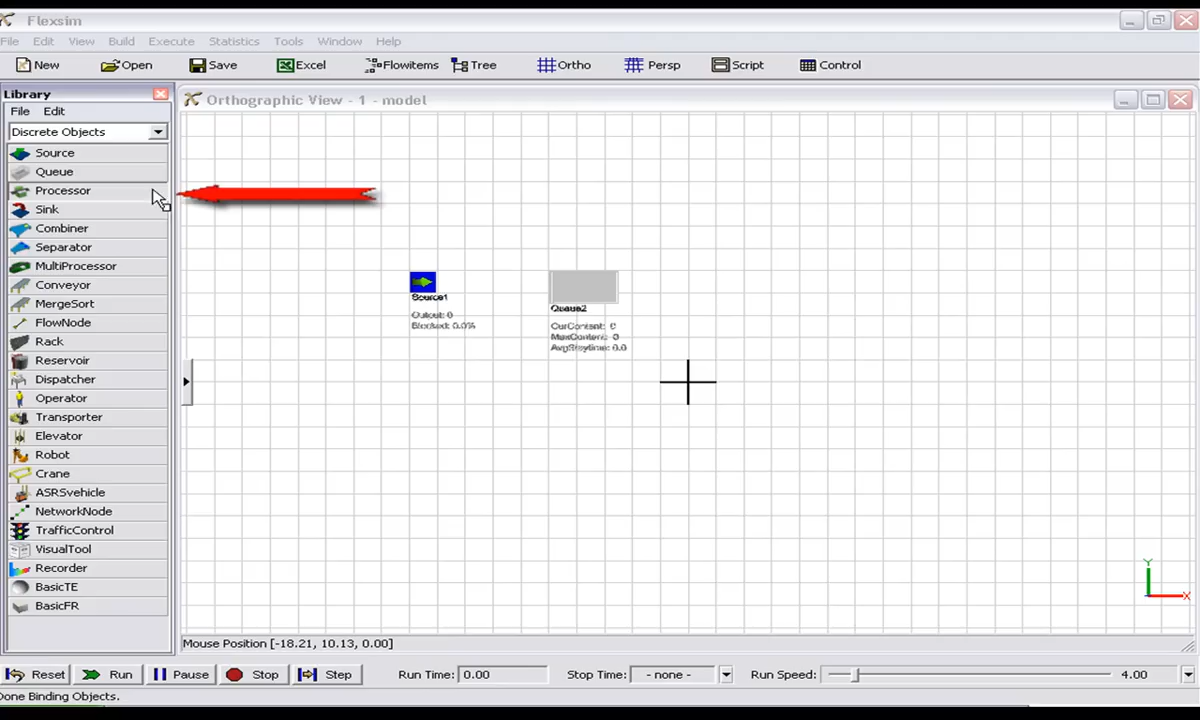 Flexsim
File Edit View Build Execute Statistics Tools Window Help
New Open Save Excel Flowitems Tree Ortho Persp Script Control
Library
File Edit
Discrete Objects
Source
Queue
Processor
Sink
Combiner
Separator
MultiProcessor
Conveyor
MergeSort
FlowNode
Rack
Reservoir
Dispatcher
Operator
Transporter
Elevator
Robot
Crane
ASRSvehicle
NetworkNode
TrafficControl
VisualTool
Recorder
BasicTE
BasicFR
Orthographic View - 1 - model
Source1
Output: 0
Blocked: 0.0%
Queue2
CurContent: 0
MaxContent: 0
AvgStaytime: 0.0
Y
X
Mouse Position [-18.21, 10.13, 0.00]
Reset Run Pause Stop Step Run Time: 0.00 Stop Time: - none - Run Speed: 4.00
Done Binding Objects.